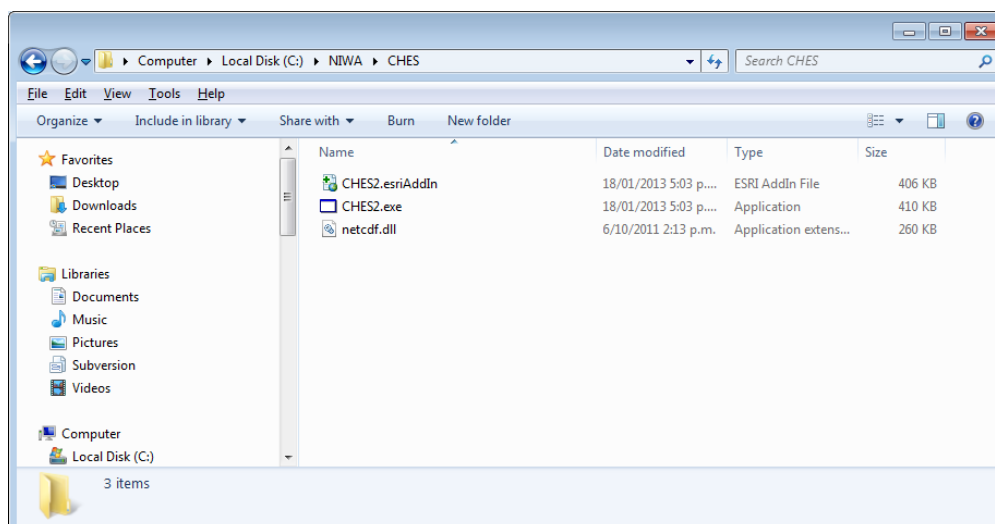 Computer Local Disk (C:) NIWA CHES Search CHES
File Edit View Tools Help
Organize Include in library Share with Burn New folder
Favorites
Desktop
Downloads
Recent Places
Libraries
Documents
Music
Pictures
Subversion
Videos
Computer
Local Disk (C:)
Name Date modified Type Size
CHES2.esriAddIn 18/01/2013 5:03 p.... ESRI AddIn File 406 KB
CHES2.exe 18/01/2013 5:03 p.... Application 410 KB
netcdf.dll 6/10/2011 2:13 p.m. Application extens... 260 KB
3 items